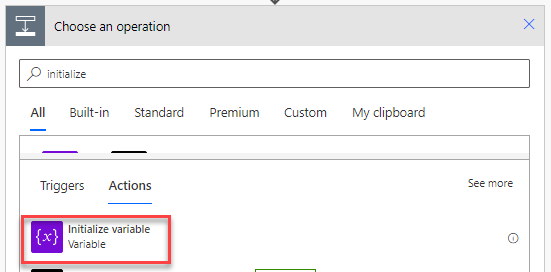 Choose an operation
initialize
All Built-in Standard Premium Custom My clipboard
Triggers Actions See more
{x} Initialize variable
Variable